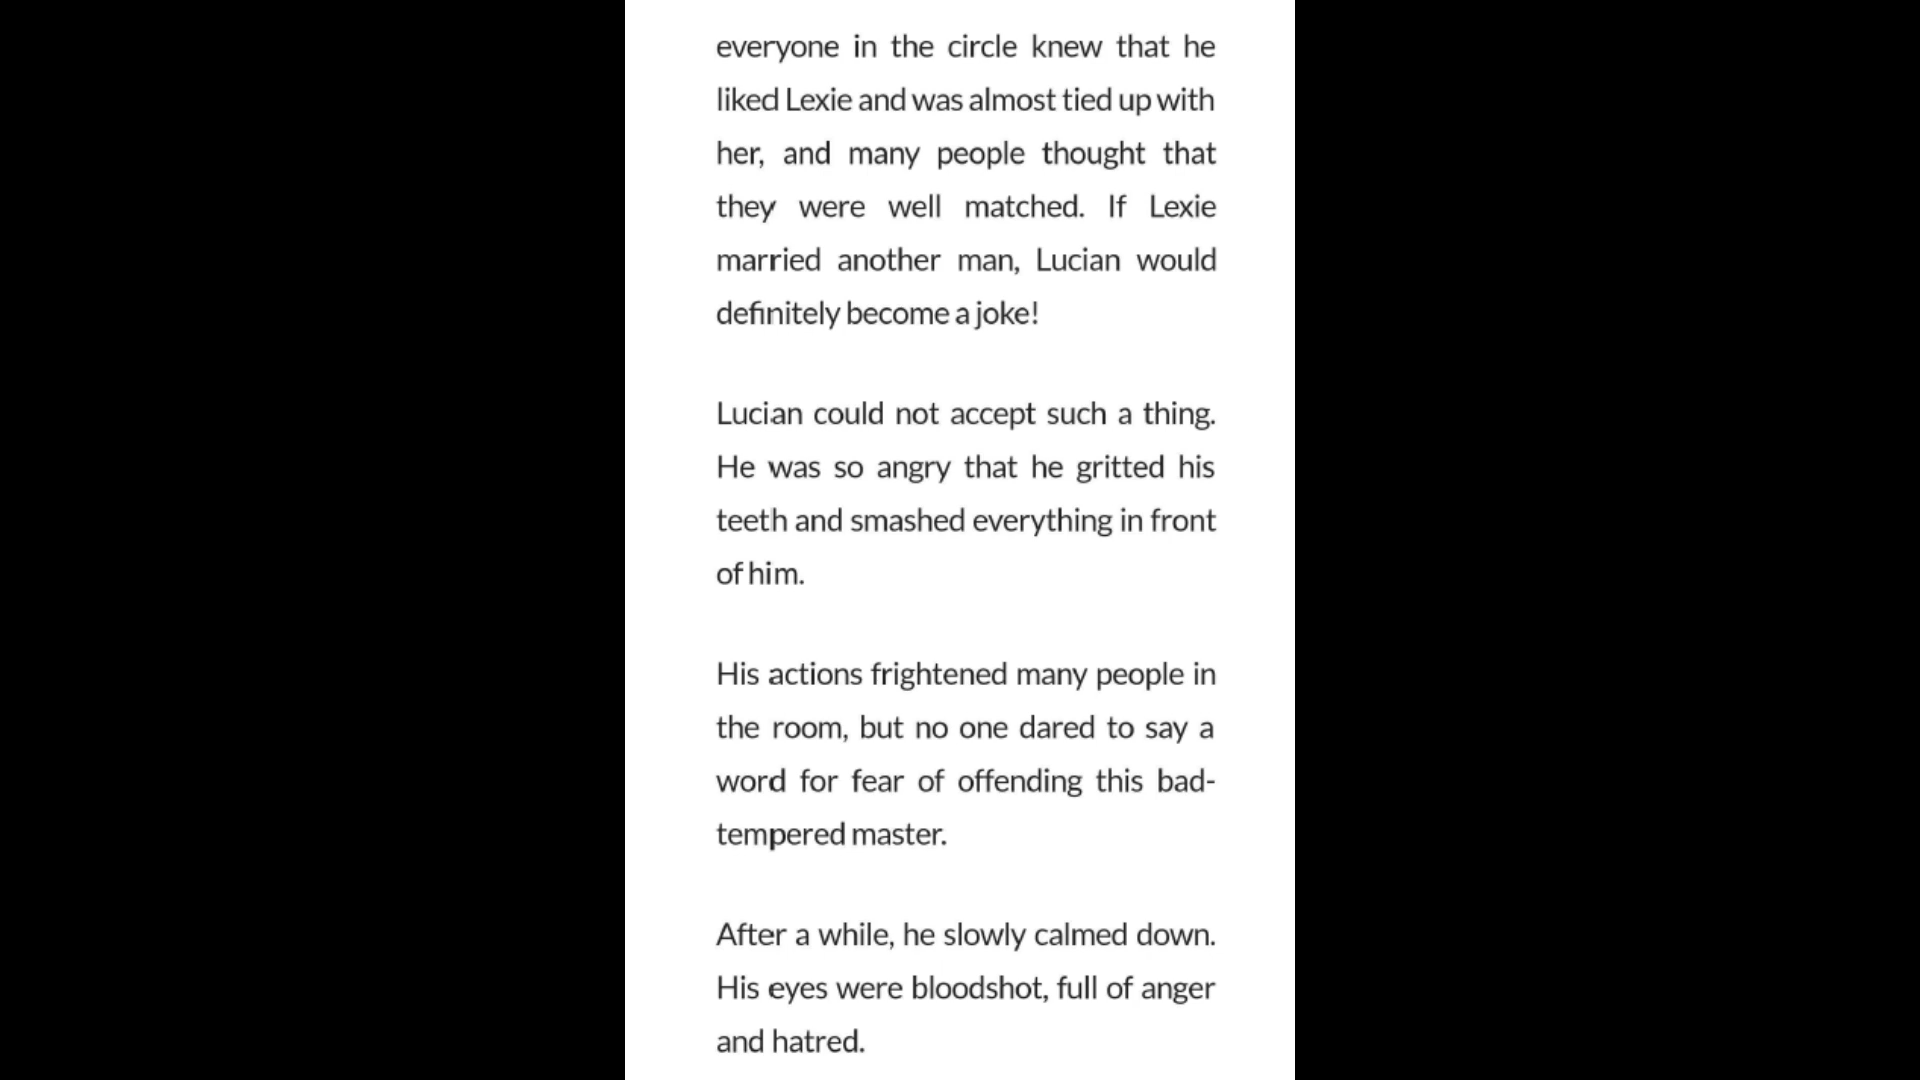 everyone in the circle knew that he
liked Lexie and was almost tied up with
her, and many people thought that
they were well matched. If Lexie
married another man, Lucian would
definitely become a joke!
Lucian could not accept such a thing.
He was so angry that he gritted his
teeth and smashed everything in front
of him.
His actions frightened many people in
the room, but no one dared to say a
word for fear of offending this bad-
tempered master.
After a while, he slowly calmed down.
His eyes were bloodshot, full of anger
and hatred.